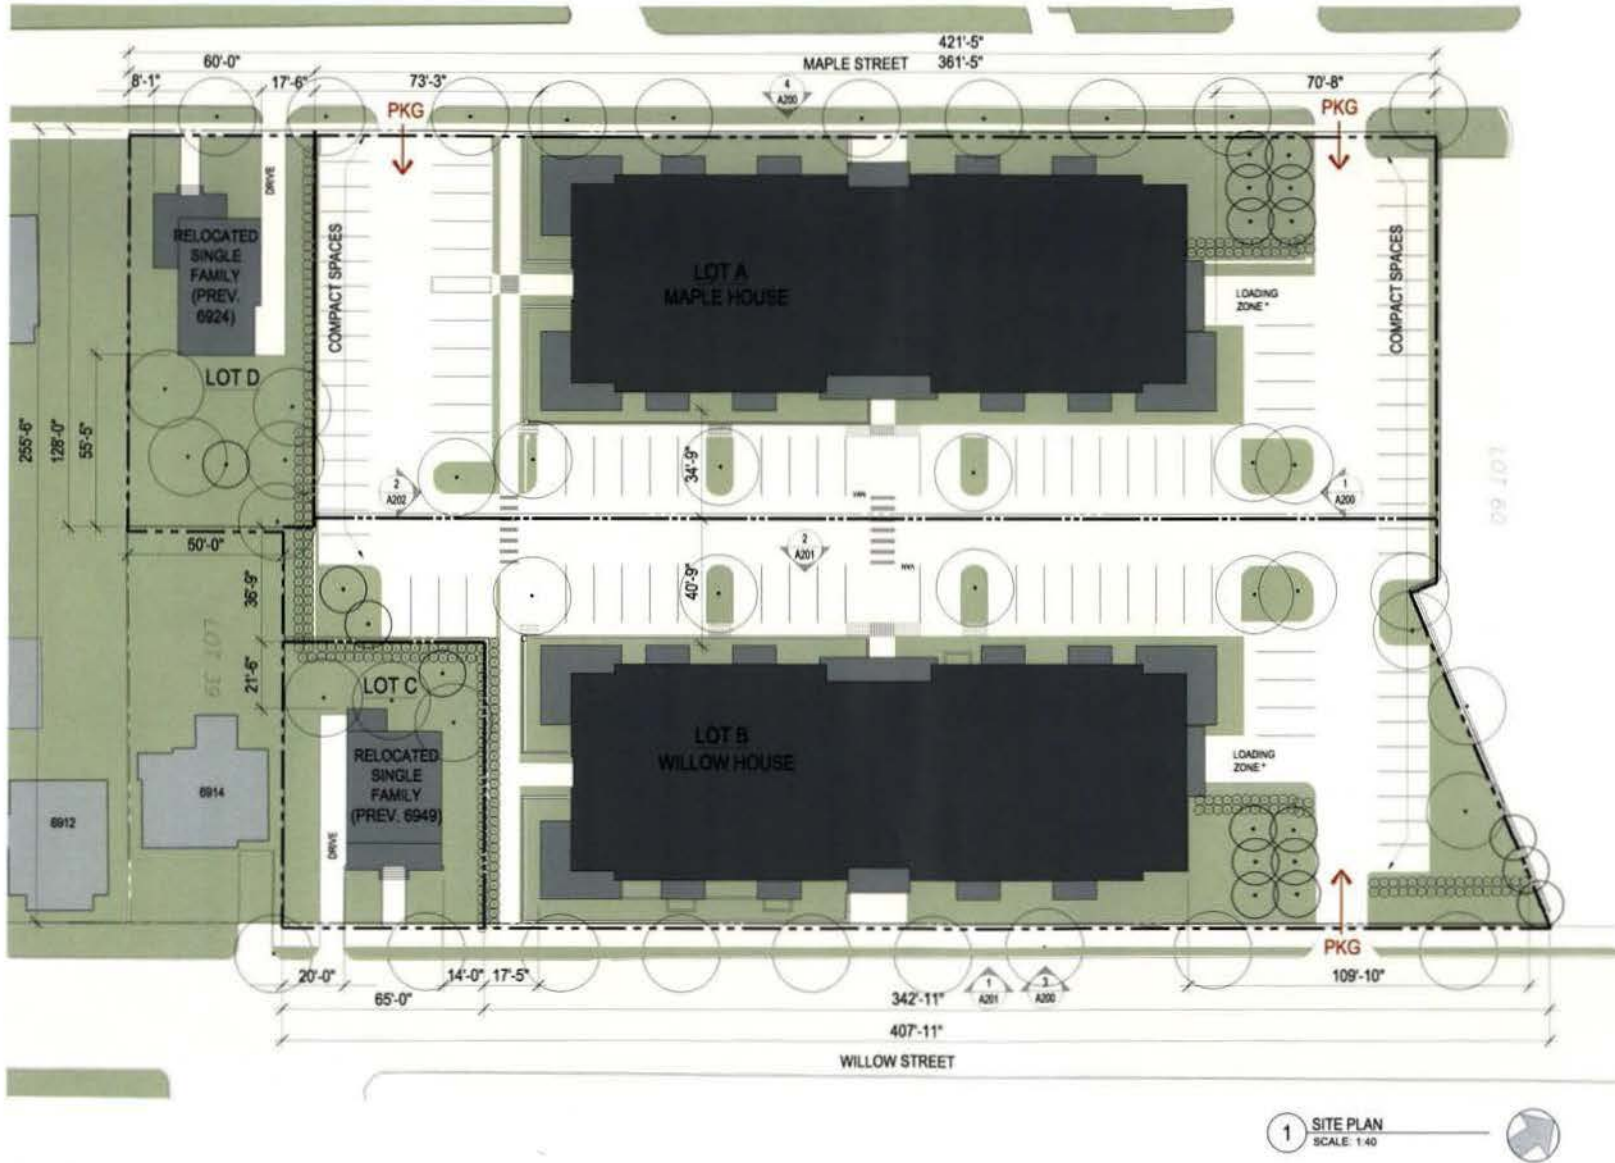 421'-5"
60'-0"
MAPLE STREET
361'-5"
8'-1"
17'-6"
73'-3"
70'-8"
4
A200
PKG
PKG
DRIVE
RELOCATED
SINGLE
FAMILY
(PREV.
6924)
COMPACT SPACES
LOT A
MAPLE HOUSE
LOADING
ZONE*
COMPACT SPACES
LOT D
255'-6"
128'-0"
55'-5"
34'-9"
2
A202
VAN
1
A200
LOT 60
50'-0"
2
A201
36'-9"
40'-9"
VAN
LOT 39
21'-6"
LOT C
LOT B
WILLOW HOUSE
RELOCATED
SINGLE
FAMILY
(PREV. 6949)
LOADING
ZONE*
6914
6912
DRIVE
PKG
20'-0"
14'-0"
17'-5"
109'-10"
65'-0"
342'-11"
1
A201
3
A200
407'-11"
WILLOW STREET
1
SITE PLAN
SCALE: 1:40